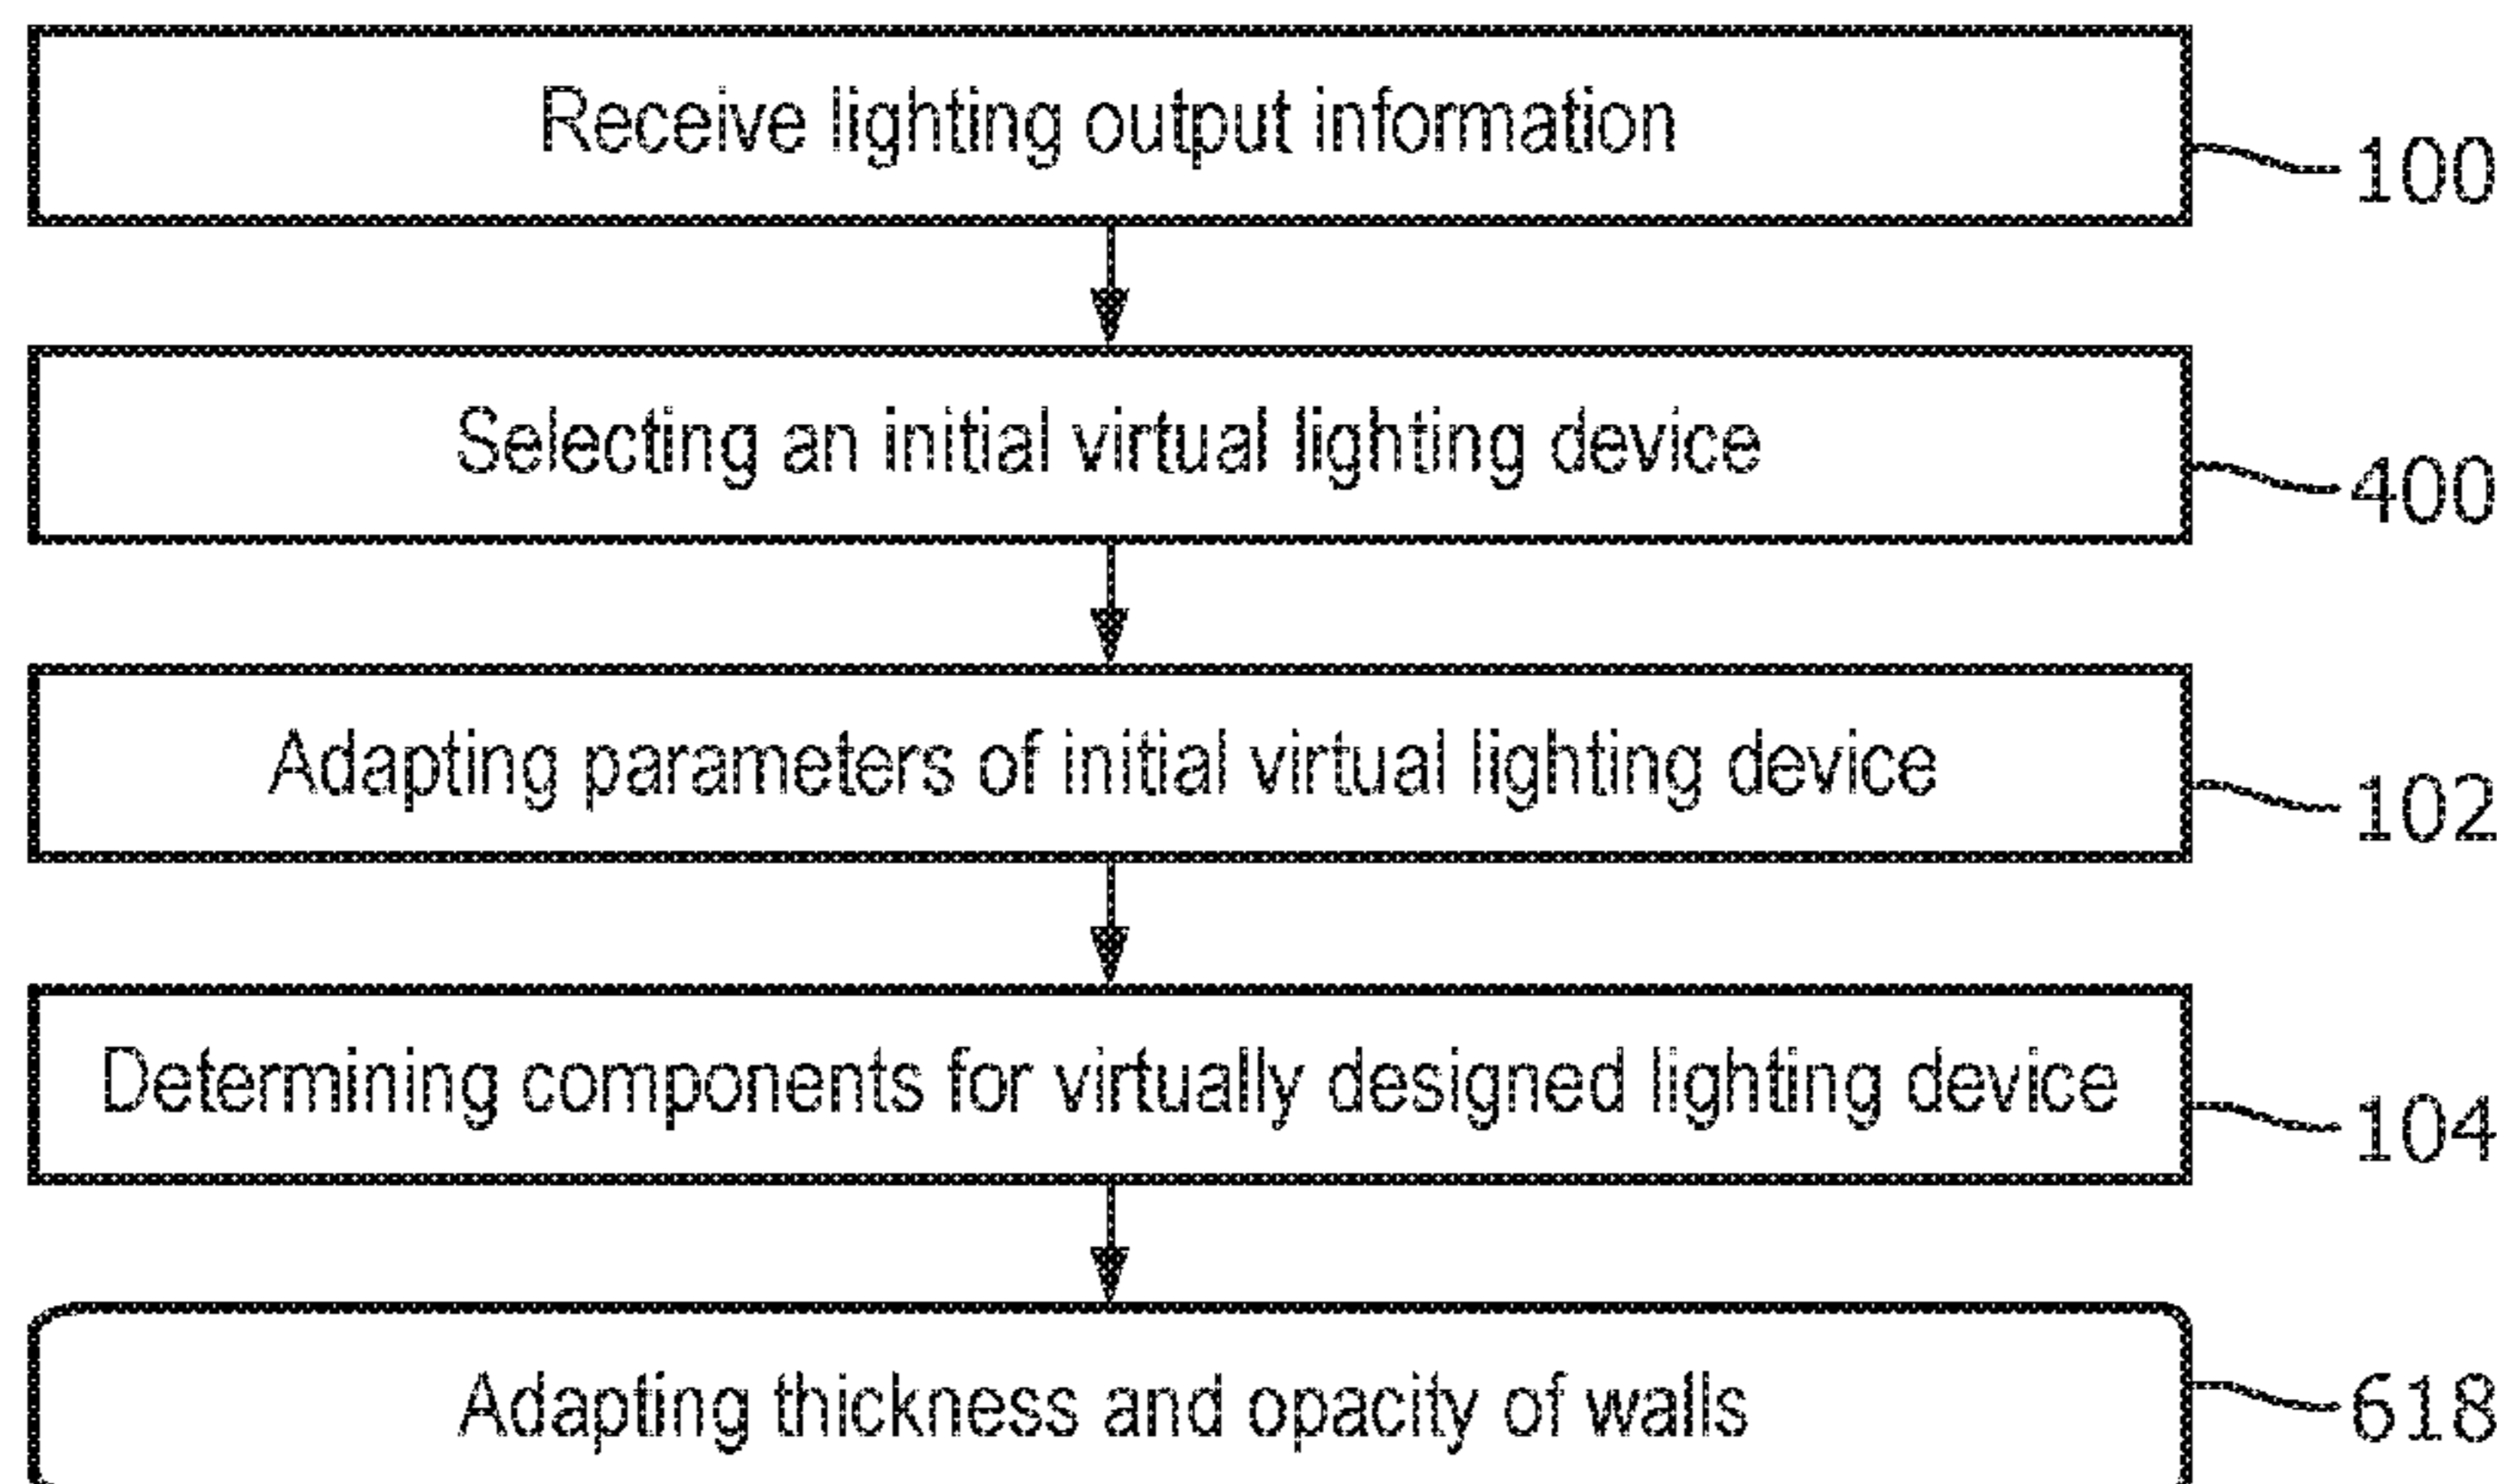 Receive lighting output information
100
Selecting an initial virtual lighting device
400
Adapting parameters of initial virtual lighting device
102
Determining components for virtually designed lighting device
104
Adapting thickness and opacity of walls
618